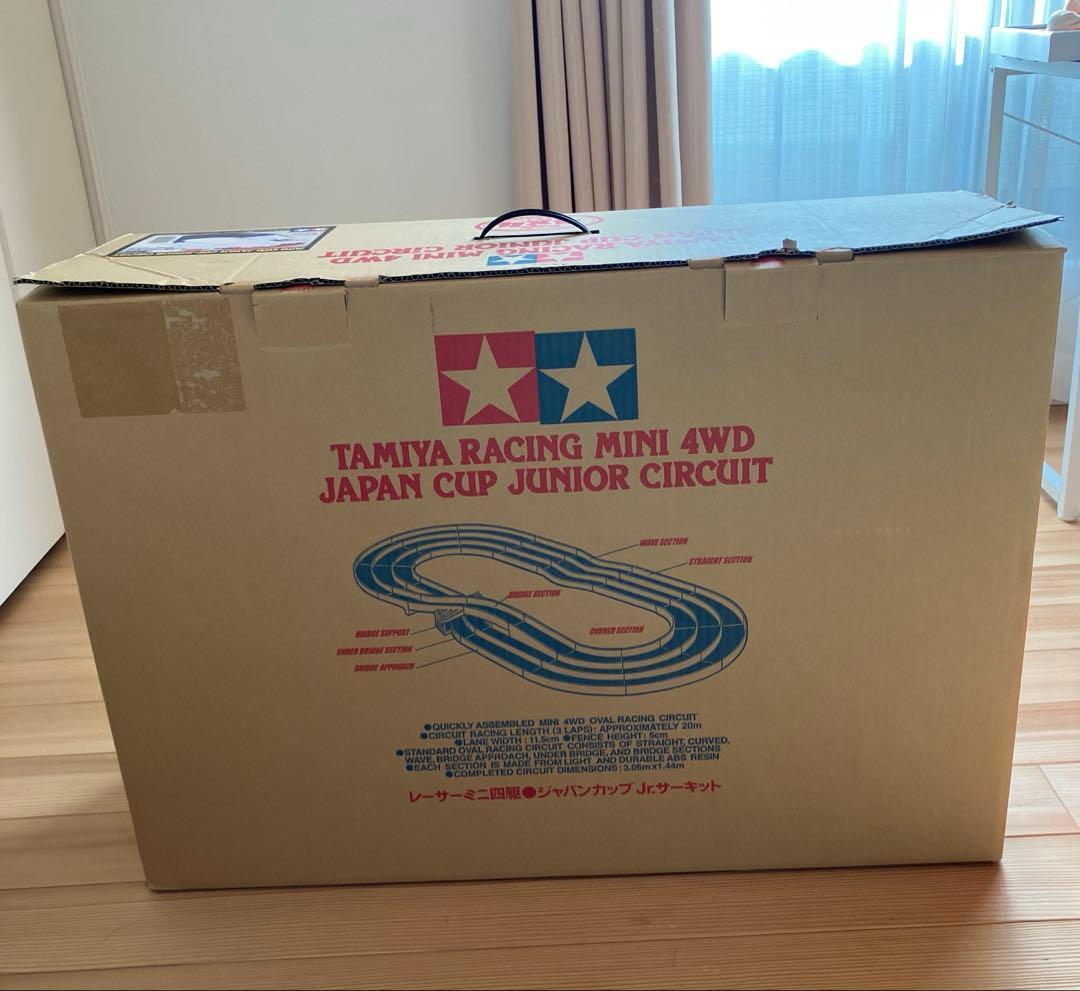 TAMIYA RACING MINI 4WD
JAPAN CUP JUNIOR CIRCUIT
TAMIYA RACING MINI 4WD
JAPAN CUP JUNIOR CIRCUIT
WAVE SECTION
STRAIGHT SECTION
BRIDGE SECTION
CURVED SECTION
BRIDGE SUPPORT
UNDER BRIDGE SECTION
BRIDGE APPROACH
●QUICKLY ASSEMBLED MINI 4WD OVAL RACING CIRCUIT
●CIRCUIT RACING LENGTH (3 LAPS): APPROXIMATELY 20m
●LANE WIDTH : 11.5cm ●FENCE HEIGHT: 5cm
●STANDARD OVAL RACING CIRCUIT CONSISTS OF STRAIGHT, CURVED,
WAVE, BRIDGE APPROACH, UNDER BRIDGE, AND BRIDGE SECTIONS
●EACH SECTION IS MADE FROM LIGHT AND DURABLE ABS RESIN
●COMPLETED CIRCUIT DIMENSIONS : 3.06m×1.44m
レーサーミニ四駆●ジャパンカップ Jr.サーキット